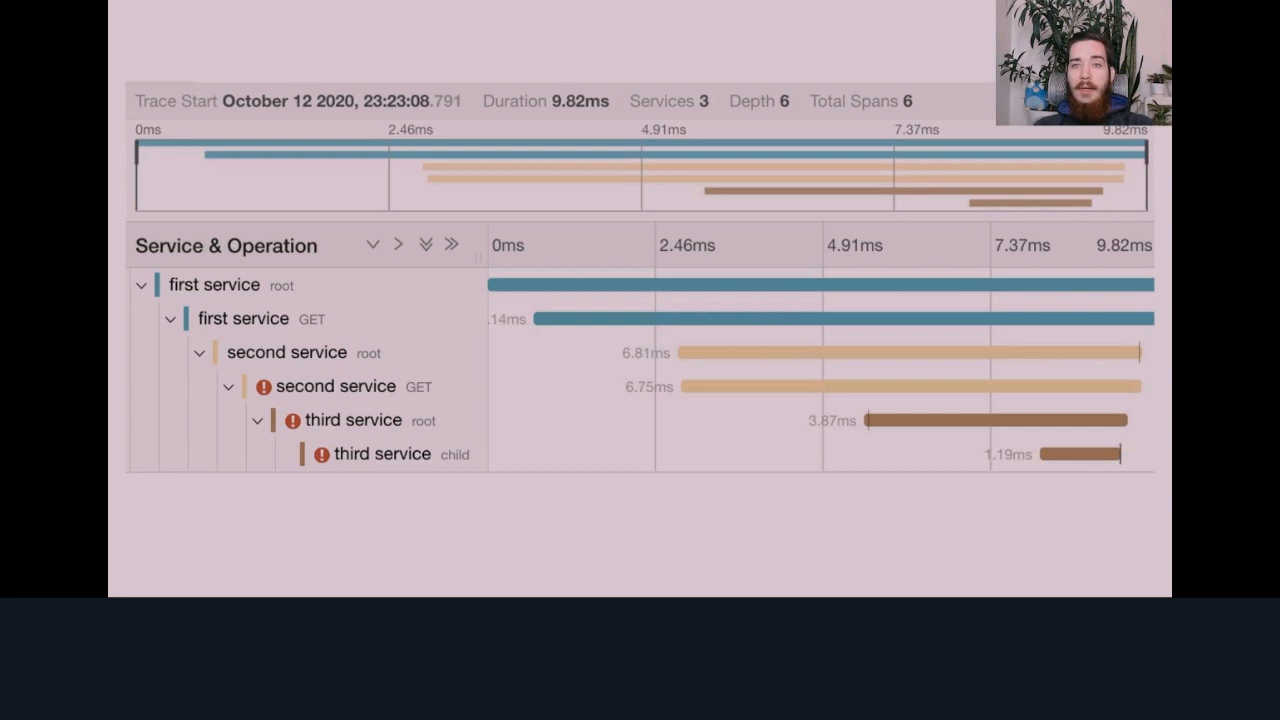 Trace Start October 12 2020, 23:23:08.791 Duration 9.82ms Services 3 Depth 6 Total Spans 6
0ms 2.46ms 4.91ms 7.37ms 9.82ms
Service & Operation 0ms 2.46ms 4.91ms 7.37ms 9.82ms
first service root
first service GET .14ms
second service root 6.81ms
second service GET 6.75ms
third service root 3.87ms
third service child 1.19ms